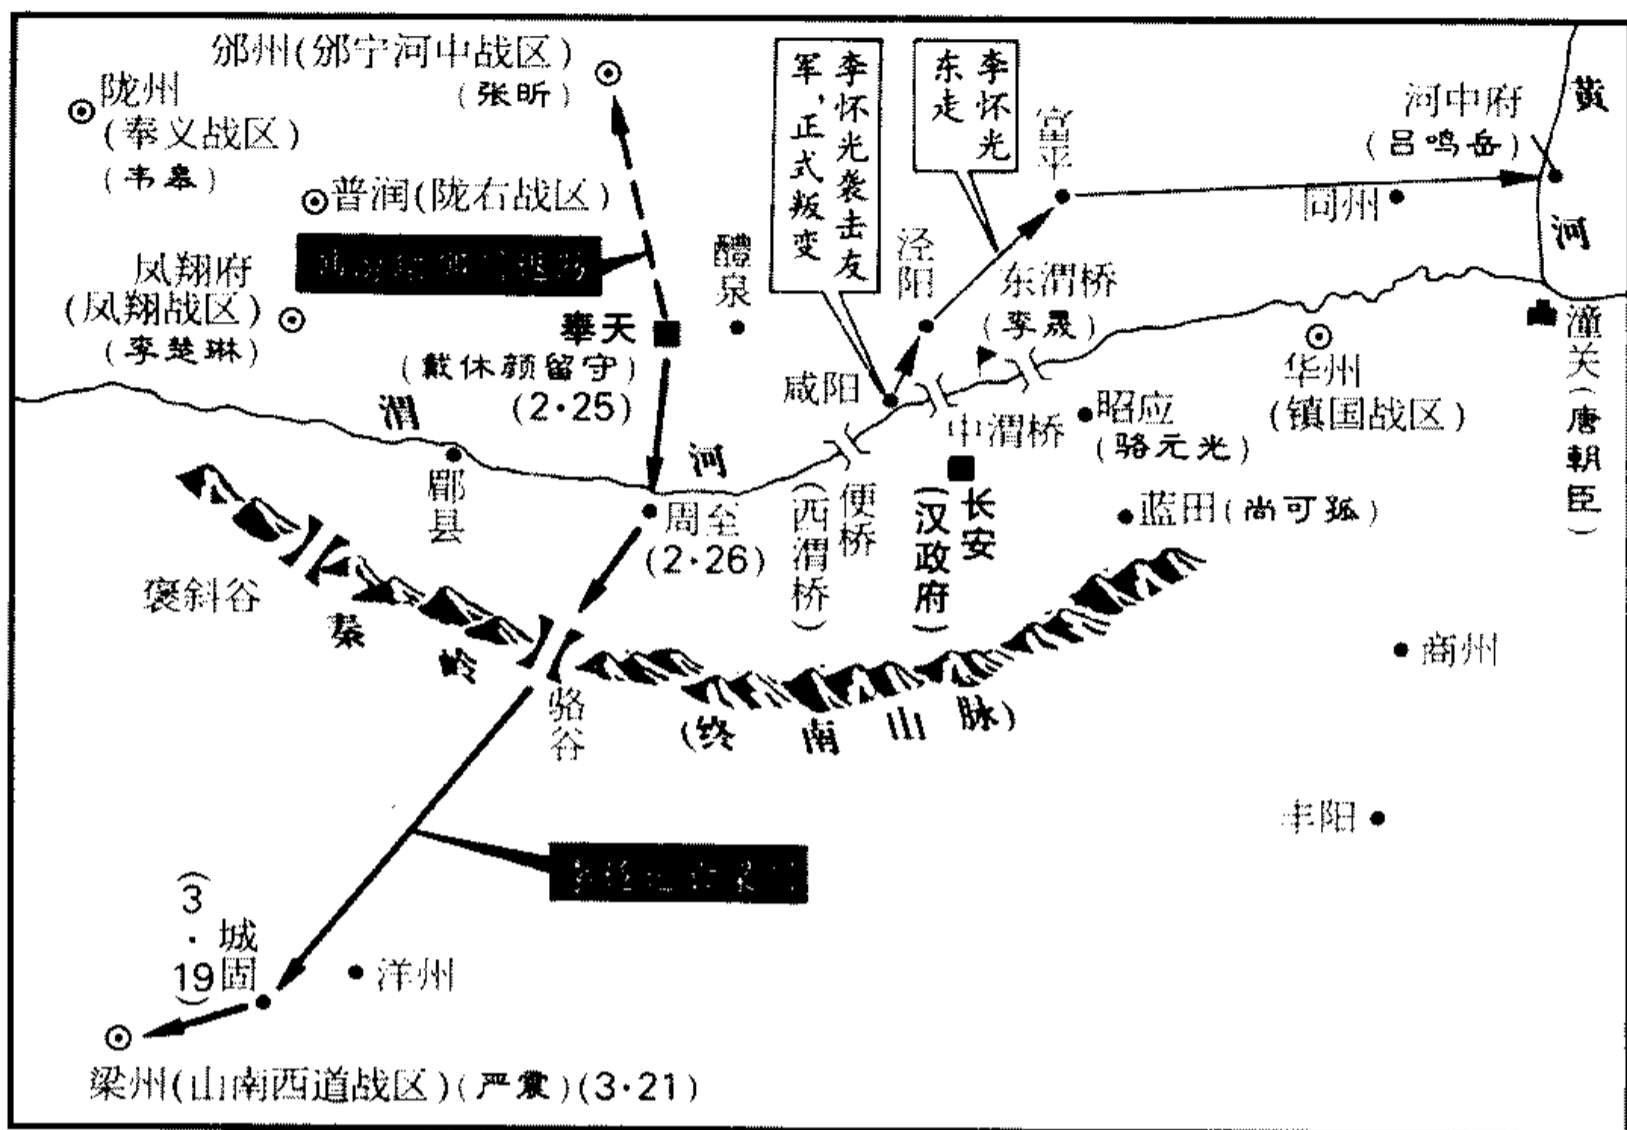 邠州(邠宁河中战区)
(张昕)
陇州
(奉义战区)
(韦皋)
普润(陇右战区)
凤翔府
(凤翔战区)
(李楚琳)
奉天
(戴休颜留守)
(2·25)
醴泉
李怀光袭击友
军,正式叛变
李怀光
东走
富平
泾阳
河中府
(吕鸣岳)
同州
黄
河
东渭桥
(李晟)
咸阳
中渭桥
昭应
(骆元光)
华州
(镇国战区)
潼关(唐朝臣)
渭
河
郿县
周至
(2·26)
便桥
(西渭桥)
长安
(汉政府)
蓝田(尚可孤)
褒斜谷
秦
岭
骆谷
(终南山脉)
商州
丰阳
城固
(3·19)
洋州
梁州(山南西道战区)(严震)(3·21)